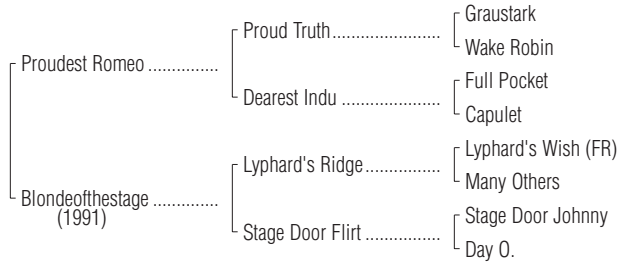 Graustark
Proud Truth..................
Wake Robin
Proudest Romeo ...............
Full Pocket
Dearest Indu ..................
Capulet
Lyphard's Wish (FR)
Lyphard's Ridge..............
Many Others
Blondeofthestage ..............
(1991)
Stage Door Johnny
Stage Door Flirt ..............
Day O.